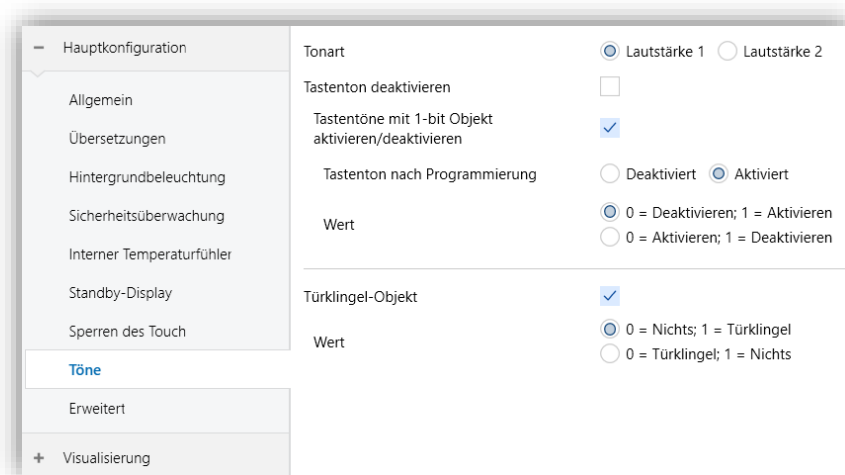 Hauptkonfiguration
Allgemein
Übersetzungen
Hintergrundbeleuchtung
Sicherheitsüberwachung
Interner Temperaturfühler
Standby-Display
Sperren des Touch
Töne
Erweitert
Visualisierung
Tonart
Lautstärke 1 Lautstärke 2
Tastenton deaktivieren
Tastentöne mit 1-bit Objekt
aktivieren/deaktivieren
Tastenton nach Programmierung
Deaktiviert Aktiviert
Wert
0 = Deaktivieren; 1 = Aktivieren
0 = Aktivieren; 1 = Deaktivieren
Türklingel-Objekt
Wert
0 = Nichts; 1 = Türklingel
0 = Türklingel; 1 = Nichts